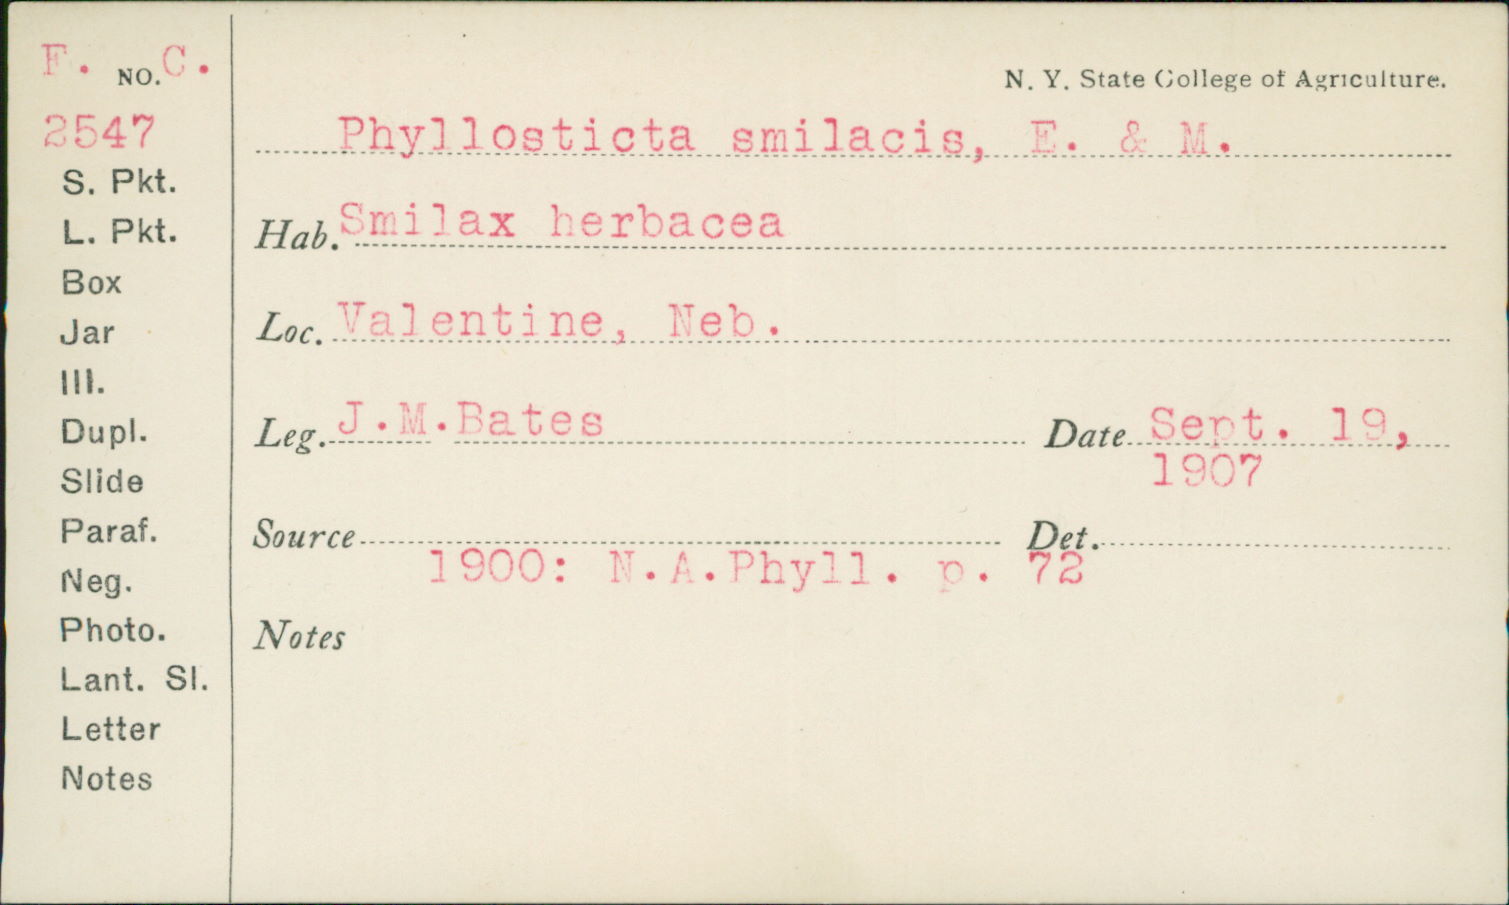 F. NO. C.
2547
S. Pkt.
L. Pkt.
Box
Jar
Ill.
Dupl.
Slide
Paraf.
Neg.
Photo.
Lant. Sl.
Letter
Notes
N. Y. State College of Agriculture.
Phyllosticta smilacis, E. & M.
Hab. Smilax herbacea
Loc. Valentine, Neb.
Leg. J.M.Bates Date Sept. 19,
1907
Source Det.
1900: N.A.Phyll. p. 72
Notes